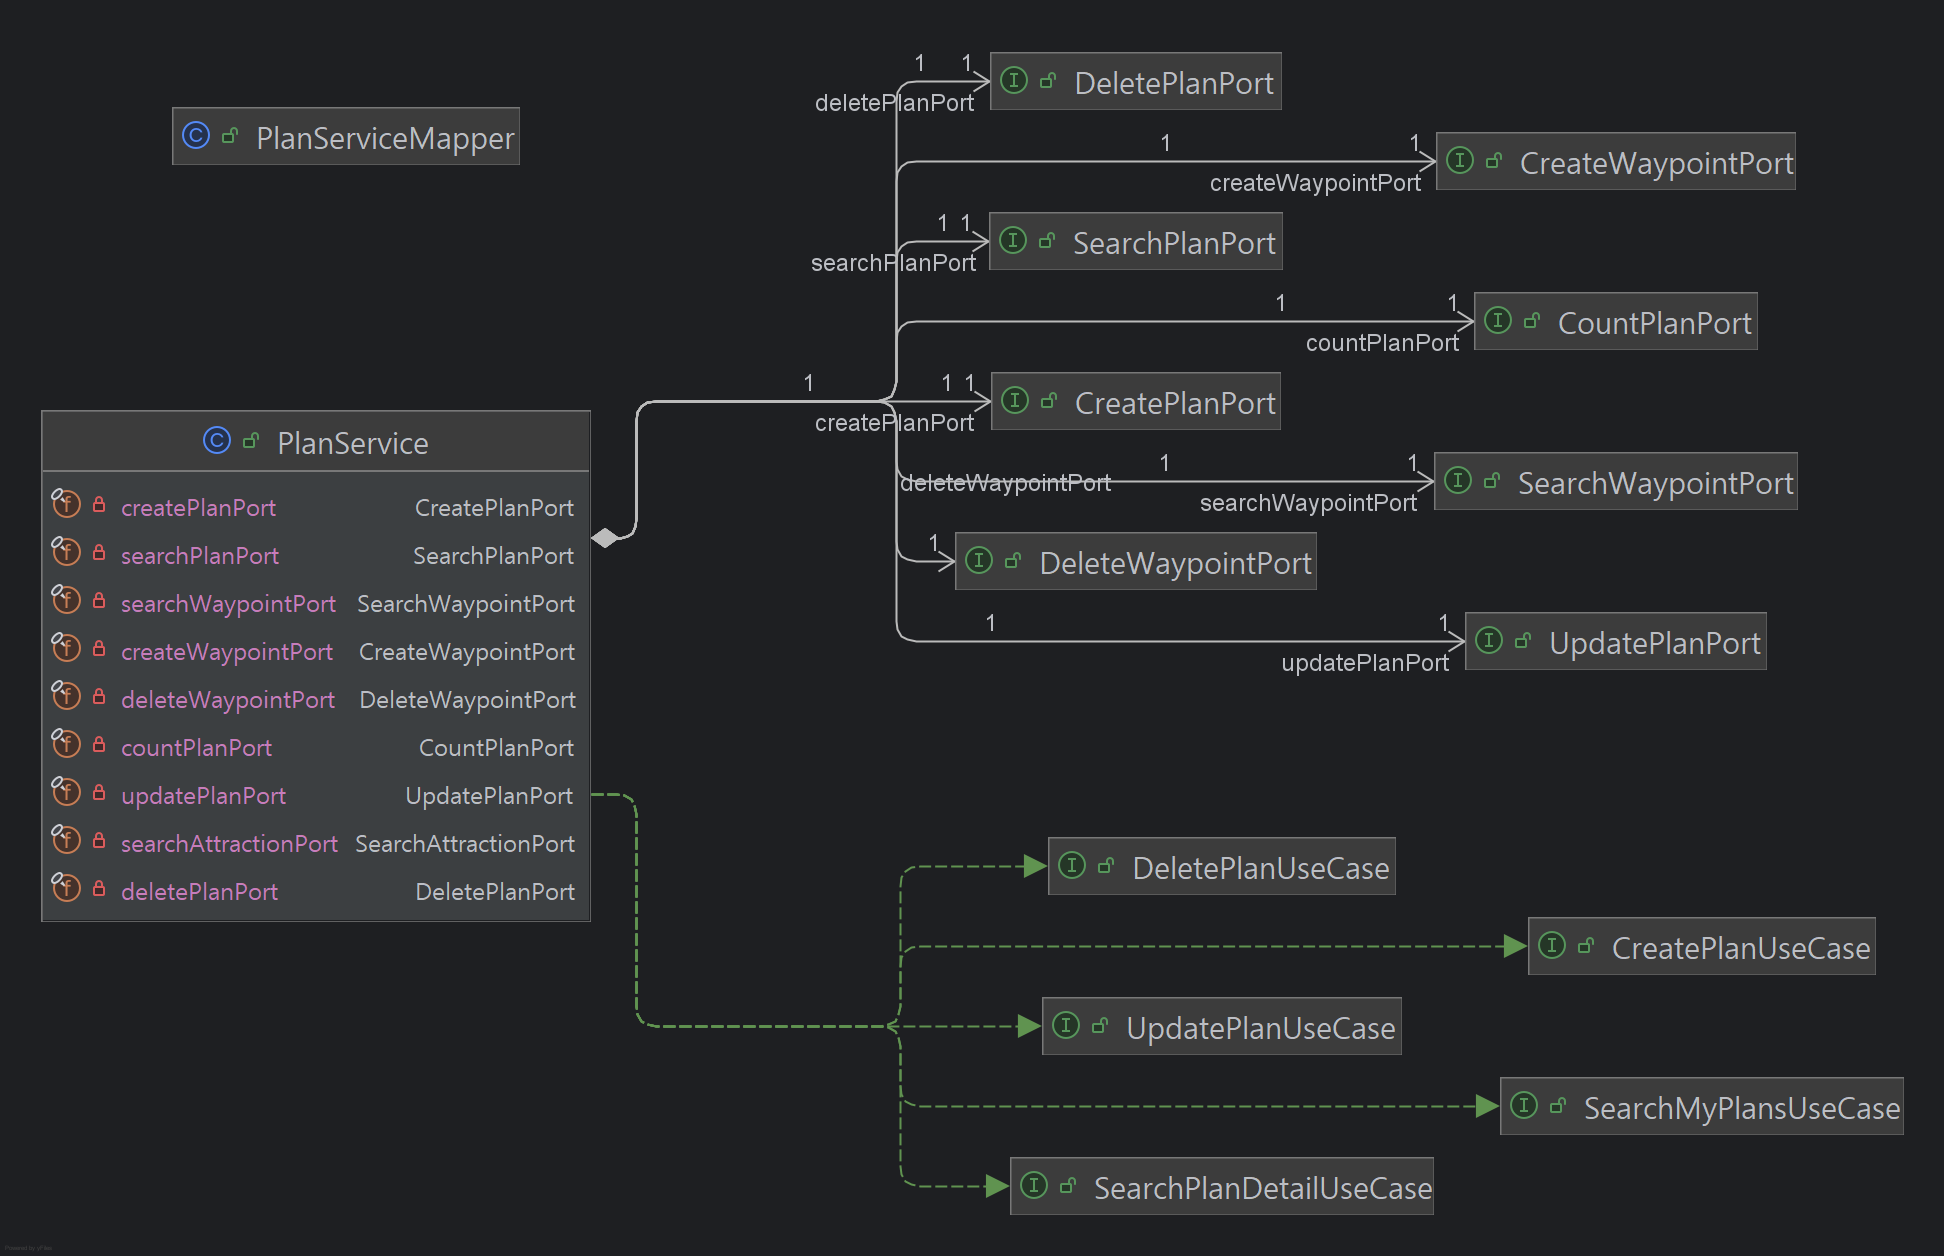 PlanServiceMapper
PlanService
createPlanPort CreatePlanPort
searchPlanPort SearchPlanPort
searchWaypointPort SearchWaypointPort
createWaypointPort CreateWaypointPort
deleteWaypointPort DeleteWaypointPort
countPlanPort CountPlanPort
updatePlanPort UpdatePlanPort
searchAttractionPort SearchAttractionPort
deletePlanPort DeletePlanPort
1
1 1
deletePlanPort
DeletePlanPort
1 1
createWaypointPort
CreateWaypointPort
1 1
searchPlanPort
SearchPlanPort
1 1
countPlanPort
CountPlanPort
1 1
createPlanPort
CreatePlanPort
1 1
searchWaypointPort
SearchWaypointPort
deleteWaypointPort
1
DeleteWaypointPort
1 1
updatePlanPort
UpdatePlanPort
DeletePlanUseCase
CreatePlanUseCase
UpdatePlanUseCase
SearchMyPlansUseCase
SearchPlanDetailUseCase